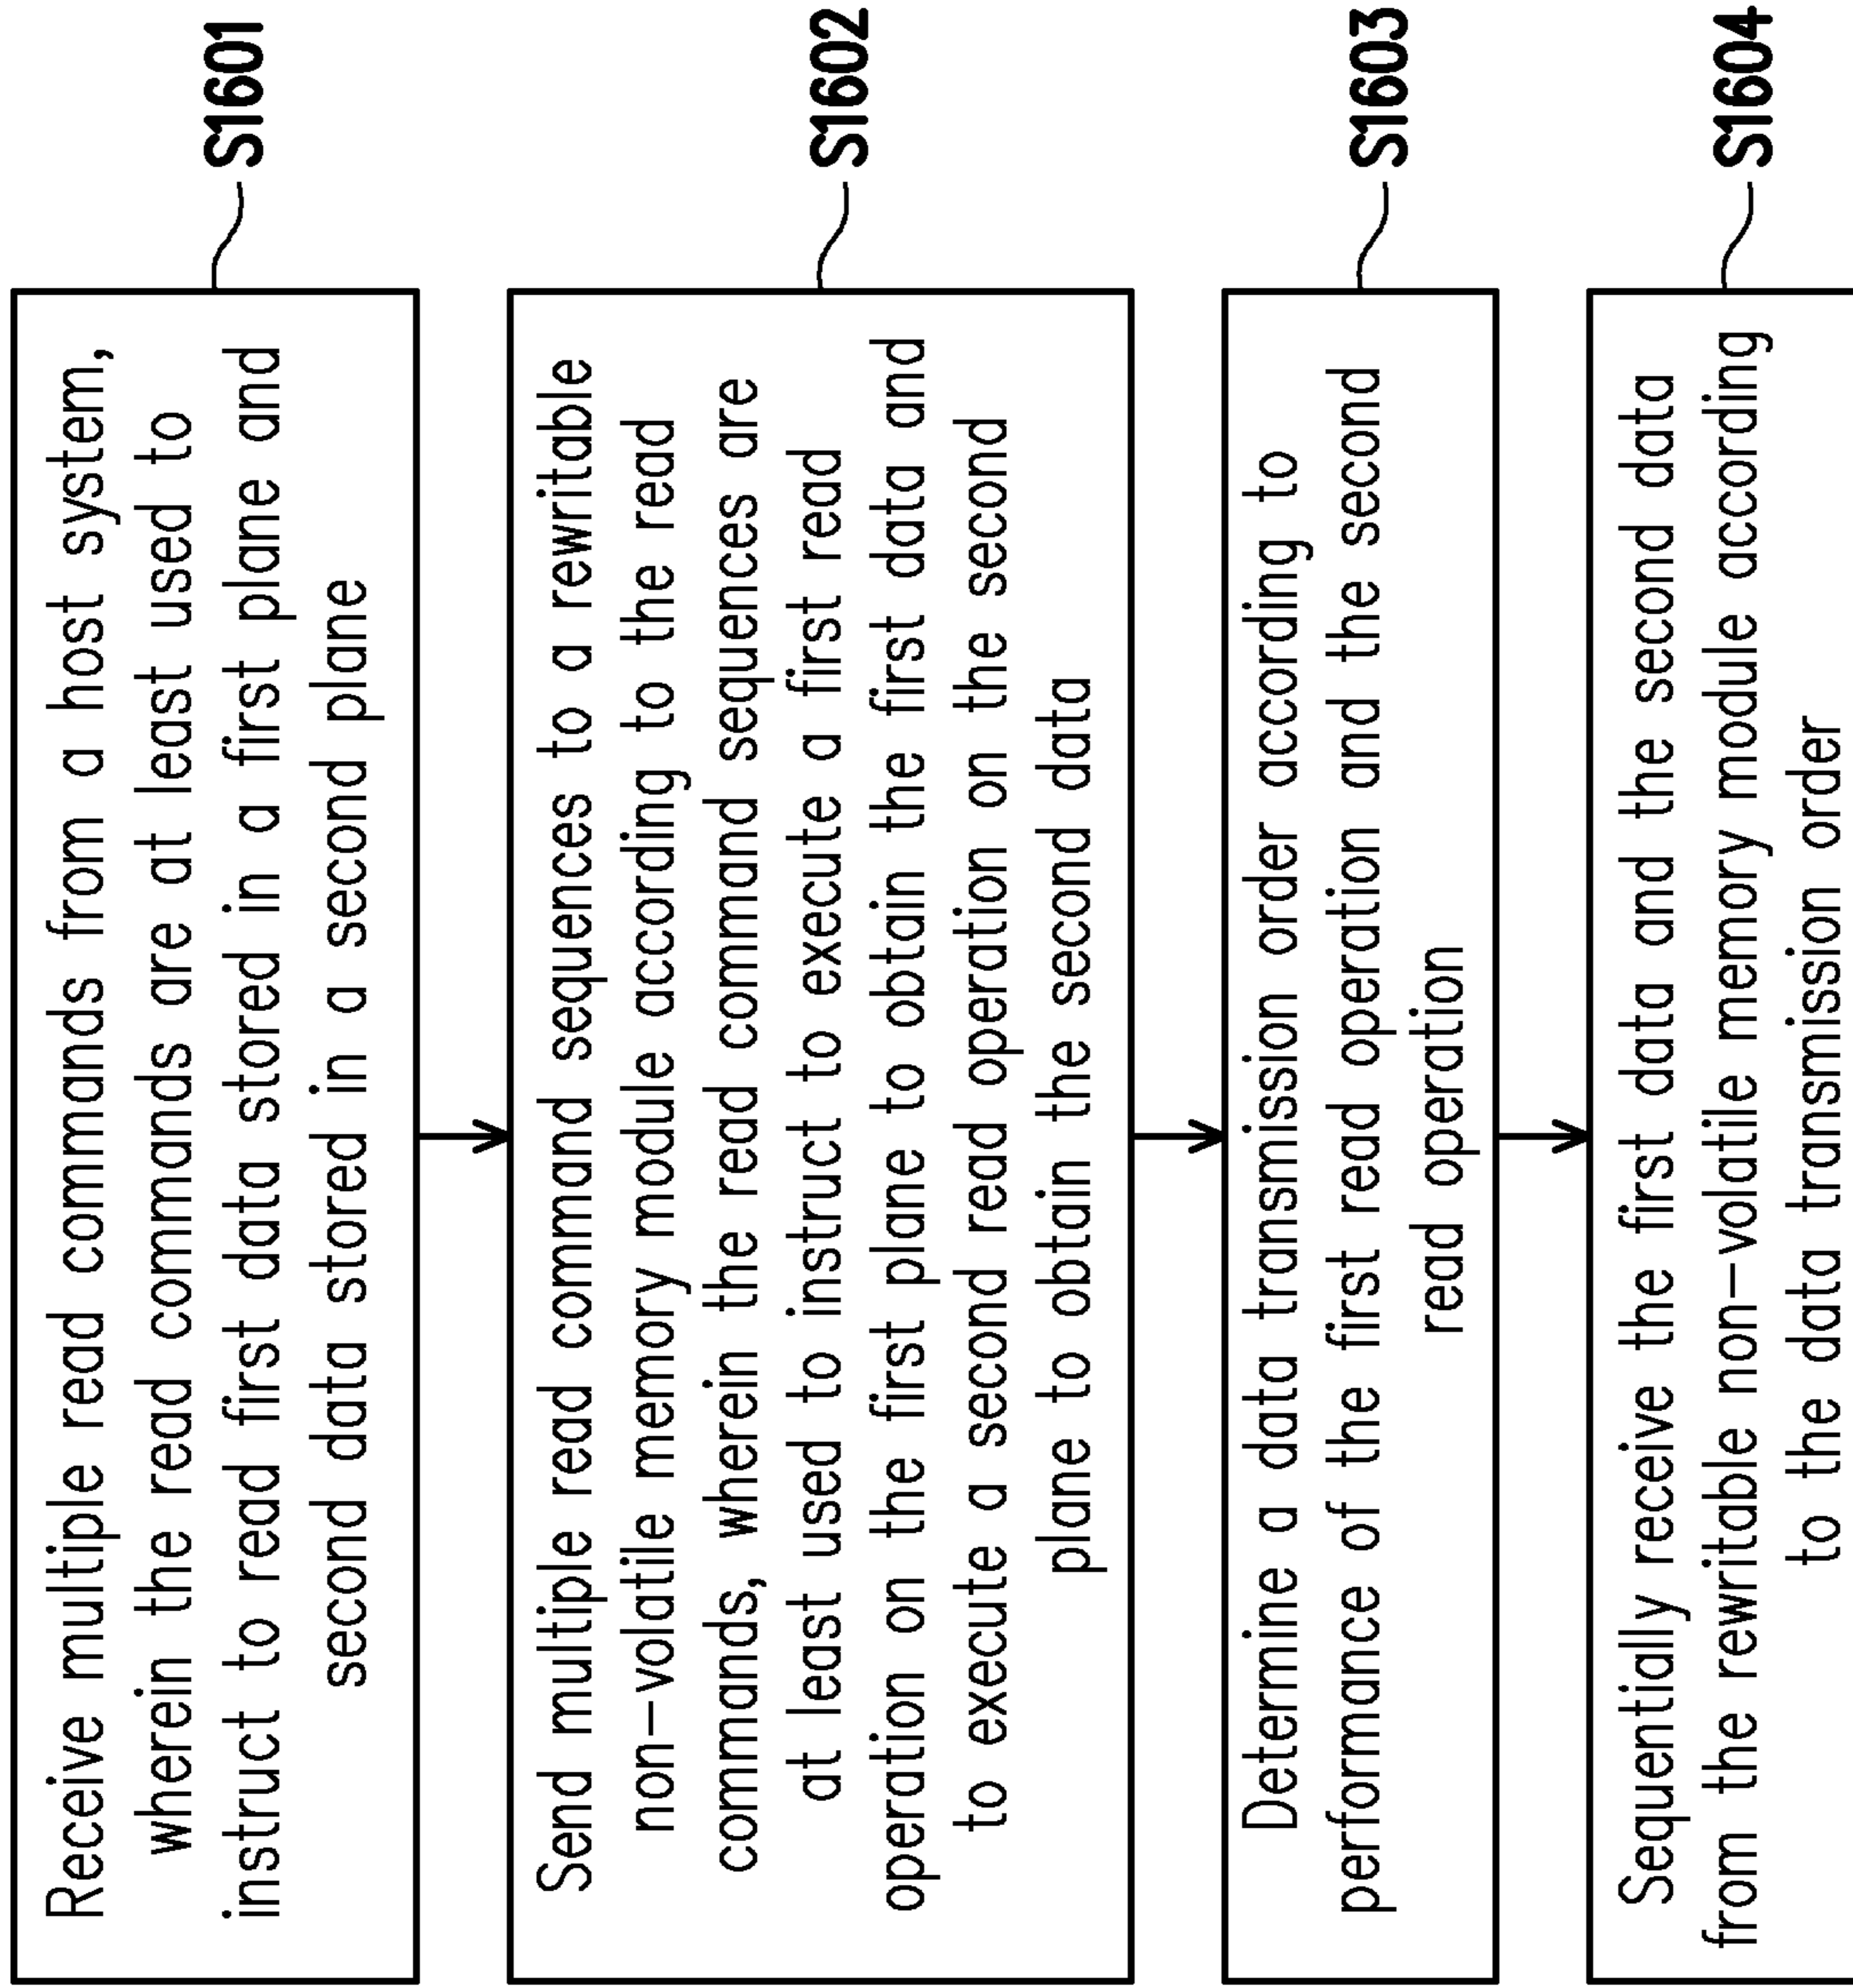 Receive multiple read commands from a host system,
wherein the read commands are at least used to
instruct to read first data stored in a first plane and
second data stored in a second plane
S1601
Send multiple read command sequences to a rewritable
non-volatile memory module according to the read
commands, wherein the read command sequences are
at least used to instruct to execute a first read
operation on the first plane to obtain the first data and
to execute a second read operation on the second
plane to obtain the second data
S1602
Determine a data transmission order according to
performance of the first read operation and the second
read operation
S1603
Sequentially receive the first data and the second data
from the rewritable non-volatile memory module according
to the data transmission order
S1604